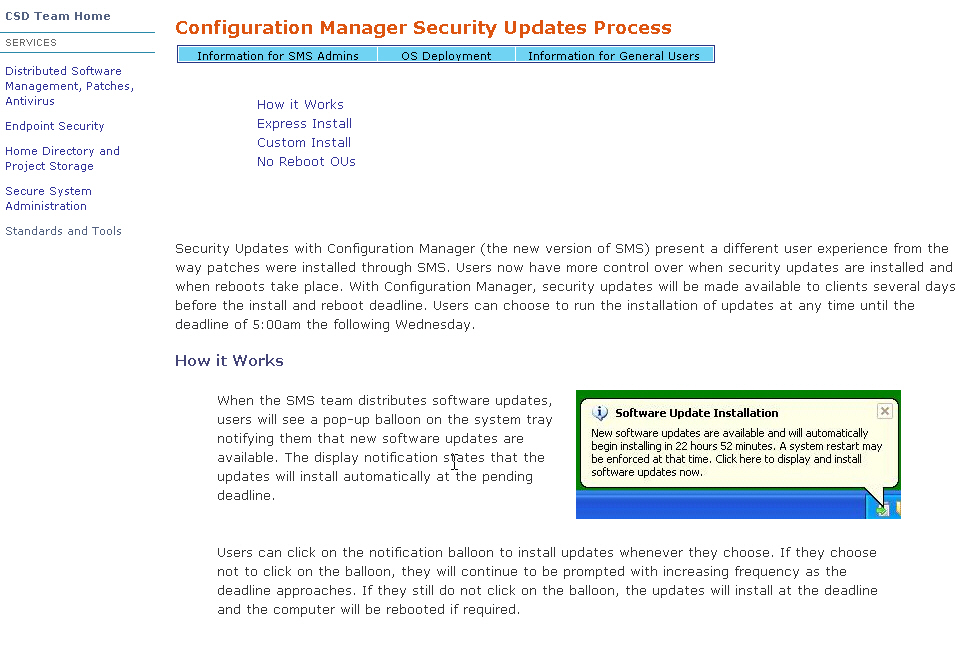 CSD Team Home
SERVICES
Distributed Software
Management, Patches,
Antivirus
Endpoint Security
Home Directory and
Project Storage
Secure System
Administration
Standards and Tools
Configuration Manager Security Updates Process
Information for SMS Admins
OS Deployment
Information for General Users
How it Works
Express Install
Custom Install
No Reboot OUs
Security Updates with Configuration Manager (the new version of SMS) present a different user experience from the
way patches were installed through SMS. Users now have more control over when security updates are installed and
when reboots take place. With Configuration Manager, security updates will be made available to clients several days
before the install and reboot deadline. Users can choose to run the installation of updates at any time until the
deadline of 5:00am the following Wednesday.
How it Works
When the SMS team distributes software updates,
users will see a pop-up balloon on the system tray
notifying them that new software updates are
available. The display notification states that the
updates will install automatically at the pending
deadline.
Software Update Installation
New software updates are available and will automatically
begin installing in 22 hours 52 minutes. A system restart may
be enforced at that time. Click here to display and install
software updates now.
Users can click on the notification balloon to install updates whenever they choose. If they choose
not to click on the balloon, they will continue to be prompted with increasing frequency as the
deadline approaches. If they still do not click on the balloon, the updates will install at the deadline
and the computer will be rebooted if required.